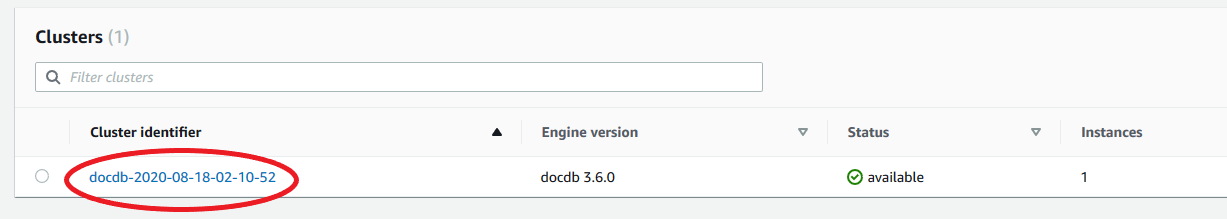 Clusters (1)
Filter clusters
Cluster identifier Engine version Status Instances
docdb-2020-08-18-02-10-52 docdb 3.6.0 available 1